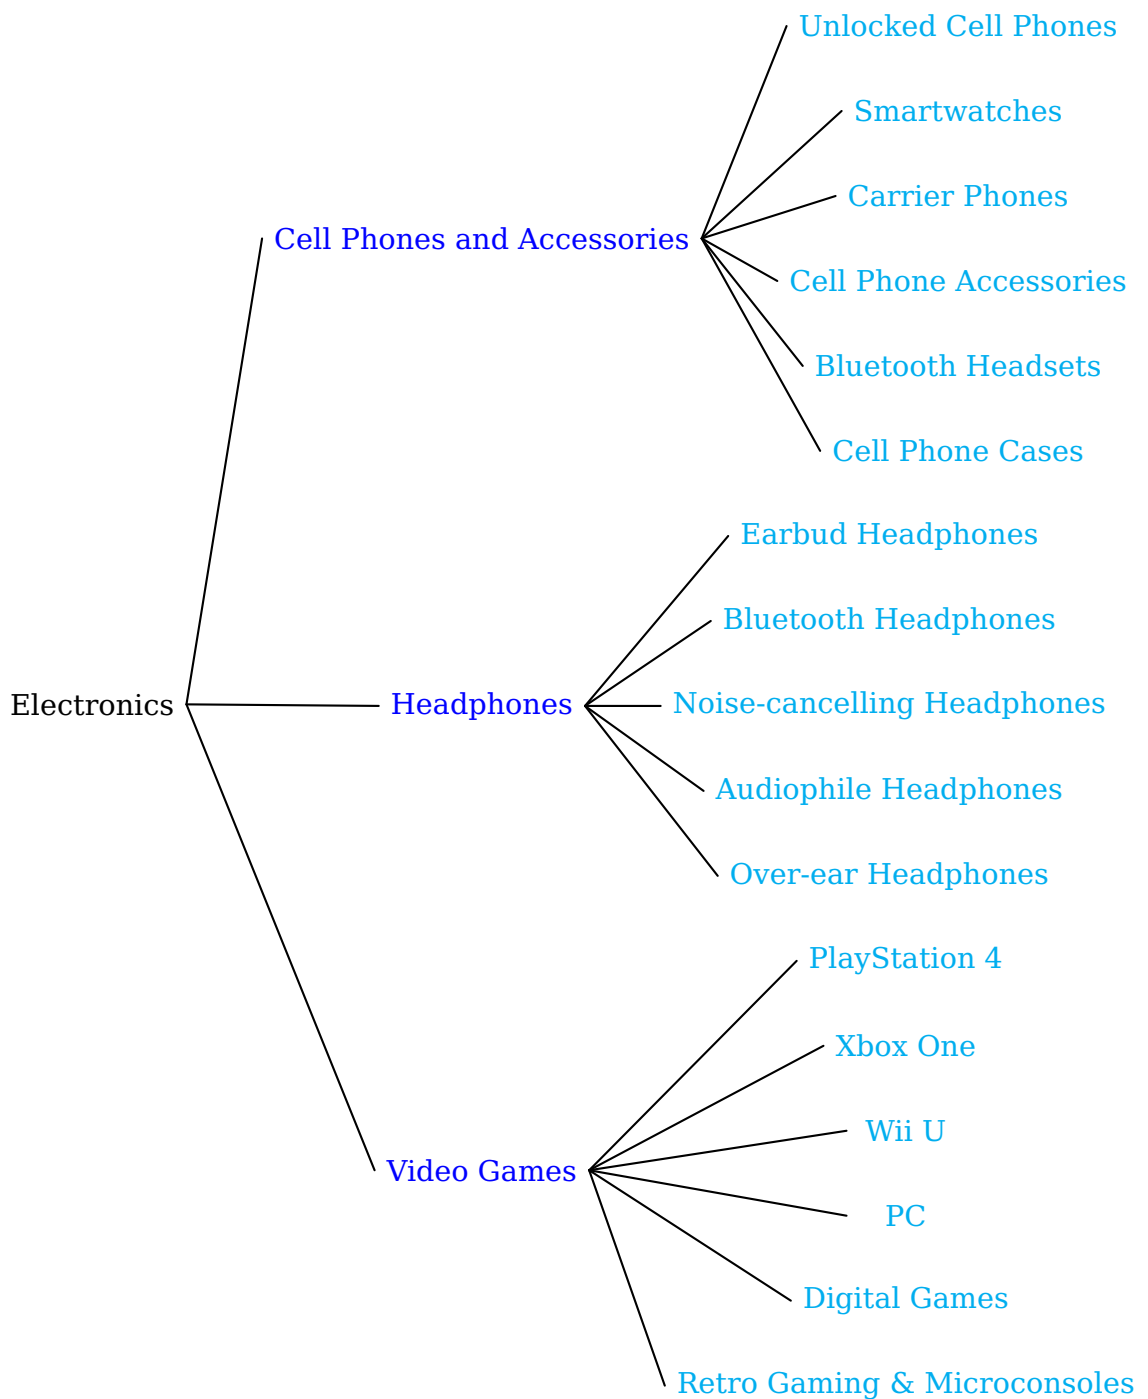 Unlocked Cell Phones
Smartwatches
Carrier Phones
Cell Phones and Accessories
Cell Phone Accessories
Bluetooth Headsets
Cell Phone Cases
Earbud Headphones
Bluetooth Headphones
Electronics
Headphones
Noise-cancelling Headphones
Audiophile Headphones
Over-ear Headphones
PlayStation 4
Xbox One
Wii U
Video Games
PC
Digital Games
Retro Gaming & Microconsoles